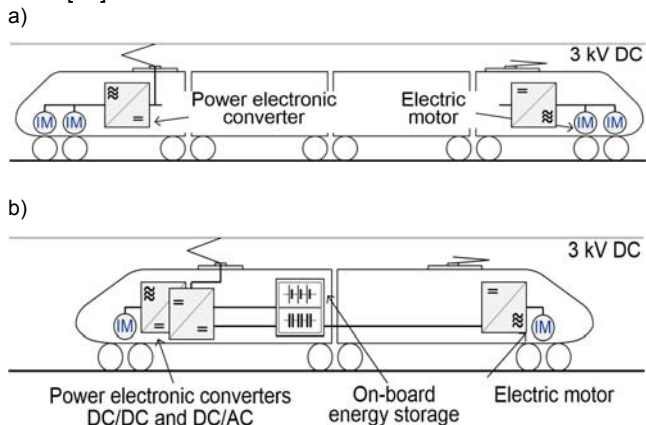 a)
3 kV DC
Power electronic
converter
Electric
motor
IM
IM
IM
IM
b)
3 kV DC
IM
IM
Power electronic converters
DC/DC and DC/AC
On-board
energy storage
Electric motor